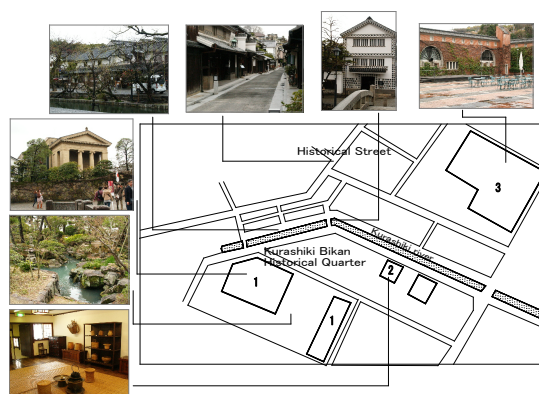 Historical Street
3
Kurashiki river
Kurashiki Bikan
Historical Quarter
1
2
1